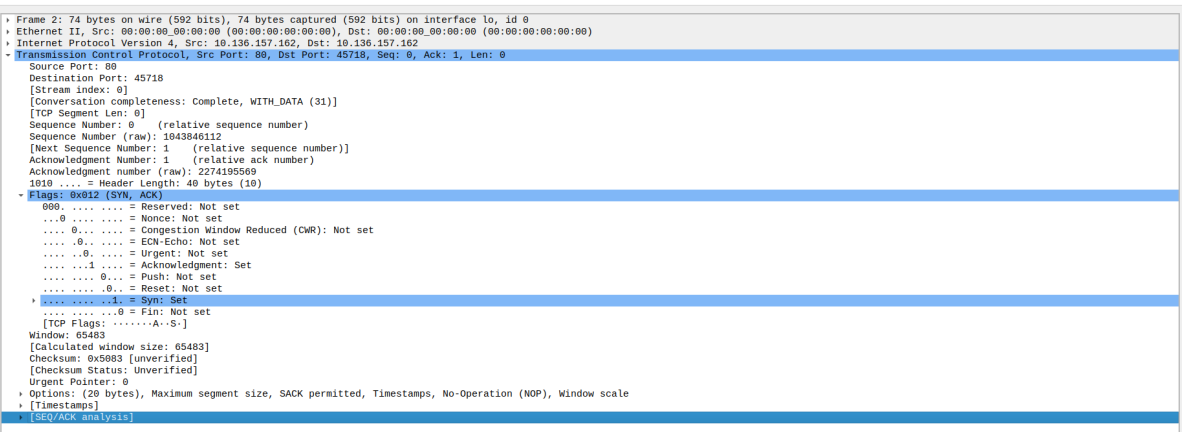 Frame 2: 74 bytes on wire (592 bits), 74 bytes captured (592 bits) on interface lo, id 0
Ethernet II, Src: 00:00:00_00:00:00 (00:00:00:00:00:00), Dst: 00:00:00_00:00:00 (00:00:00:00:00:00)
Internet Protocol Version 4, Src: 10.136.157.162, Dst: 10.136.157.162
Transmission Control Protocol, Src Port: 80, Dst Port: 45718, Seq: 0, Ack: 1, Len: 0
Source Port: 80
Destination Port: 45718
[Stream index: 0]
[Conversation completeness: Complete, WITH_DATA (31)]
[TCP Segment Len: 0]
Sequence Number: 0    (relative sequence number)
Sequence Number (raw): 1043846112
[Next Sequence Number: 1    (relative sequence number)]
Acknowledgment Number: 1    (relative ack number)
Acknowledgment number (raw): 2274195569
1010 .... = Header Length: 40 bytes (10)
Flags: 0x012 (SYN, ACK)
000. .... .... = Reserved: Not set
...0 .... .... = Nonce: Not set
.... 0... .... = Congestion Window Reduced (CWR): Not set
.... .0.. .... = ECN-Echo: Not set
.... ..0. .... = Urgent: Not set
.... ...1 .... = Acknowledgment: Set
.... .... 0... = Push: Not set
.... .... .0.. = Reset: Not set
.... .... ..1. = Syn: Set
.... .... ...0 = Fin: Not set
[TCP Flags: ·······A··S·]
Window: 65483
[Calculated window size: 65483]
Checksum: 0x5083 [unverified]
[Checksum Status: Unverified]
Urgent Pointer: 0
Options: (20 bytes), Maximum segment size, SACK permitted, Timestamps, No-Operation (NOP), Window scale
[Timestamps]
[SEQ/ACK analysis]